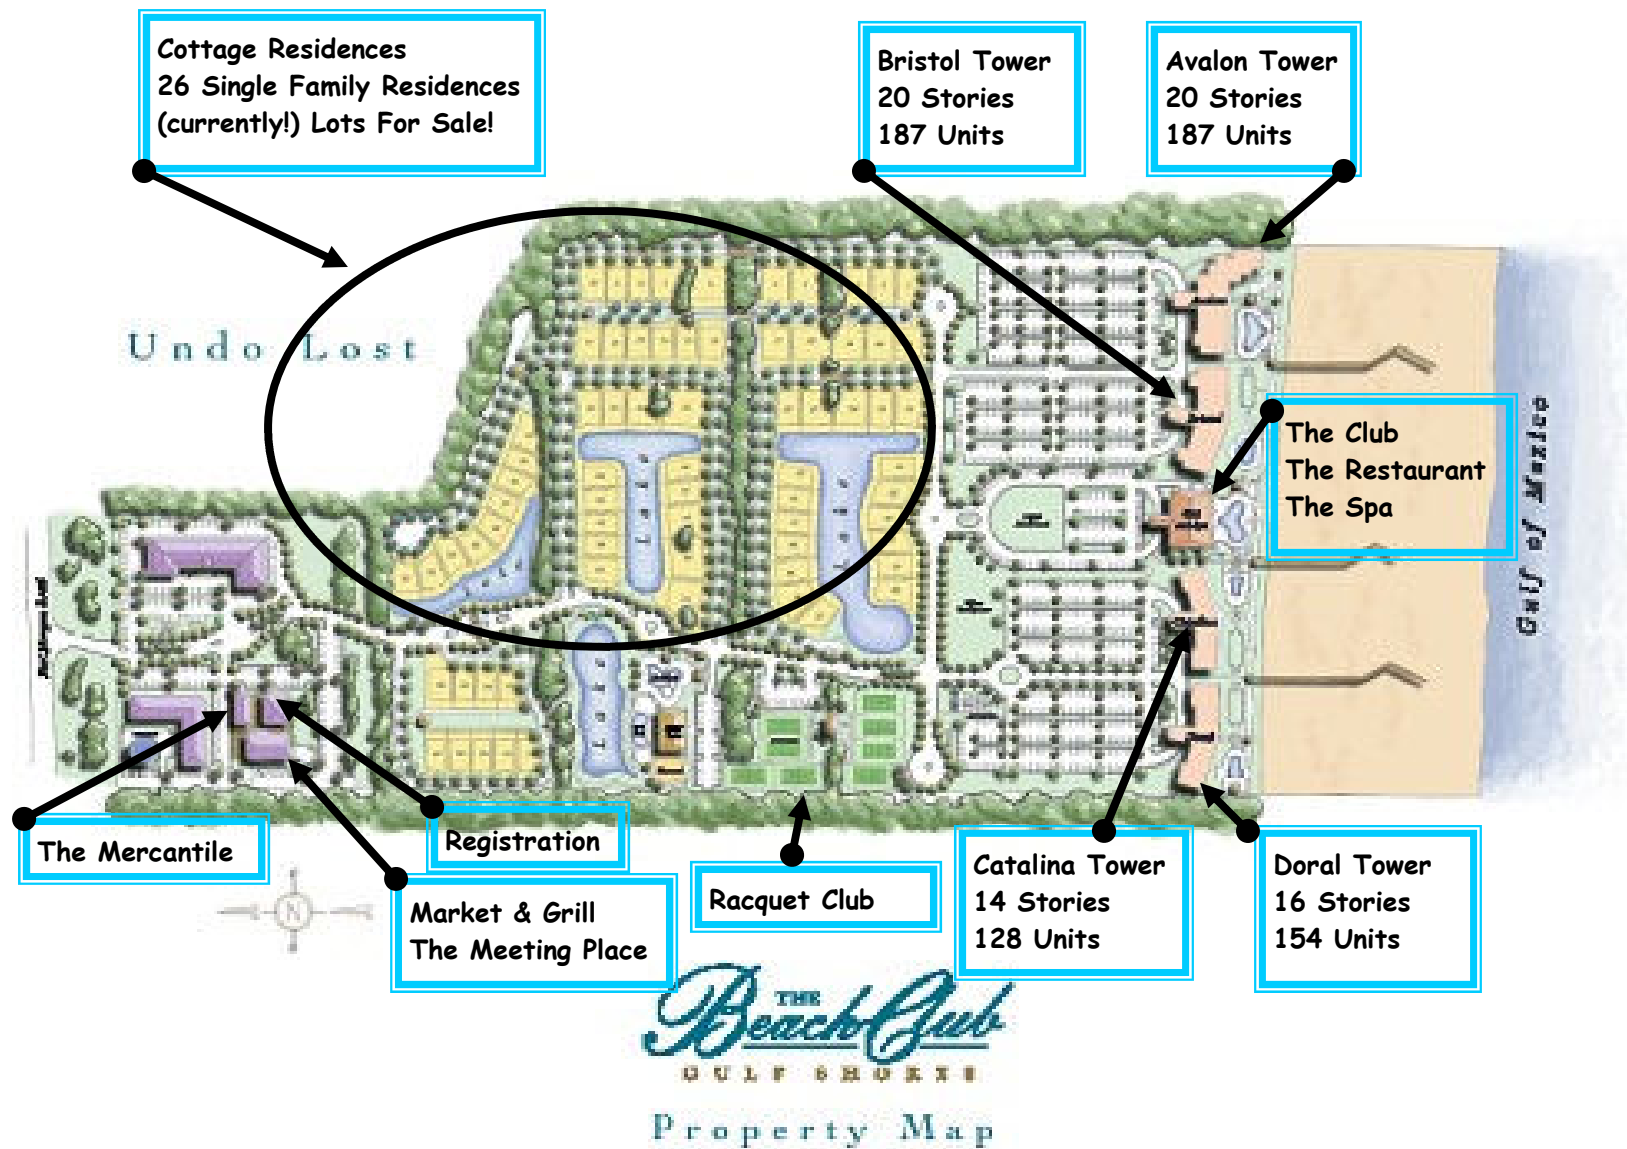 Cottage Residences
26 Single Family Residences
(currently!) Lots For Sale!
Bristol Tower
20 Stories
187 Units
Avalon Tower
20 Stories
187 Units
Undo Lost
The Club
The Restaurant
The Spa
Gulf of Mexico
The Mercantile
Registration
Market & Grill
The Meeting Place
Racquet Club
Catalina Tower
14 Stories
128 Units
Doral Tower
16 Stories
154 Units
N
THE
Beach Club
GULF SHORES
Property Map